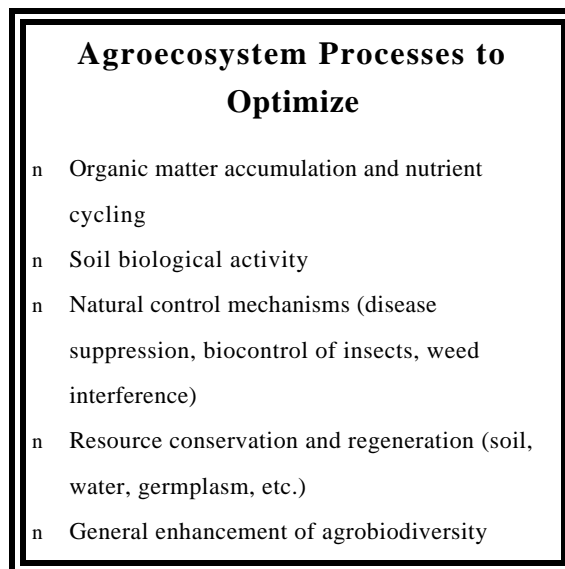 Agroecosystem Processes to
Optimize
n Organic matter accumulation and nutrient
cycling
n Soil biological activity
n Natural control mechanisms (disease
suppression, biocontrol of insects, weed
interference)
n Resource conservation and regeneration (soil,
water, germplasm, etc.)
n General enhancement of agrobiodiversity